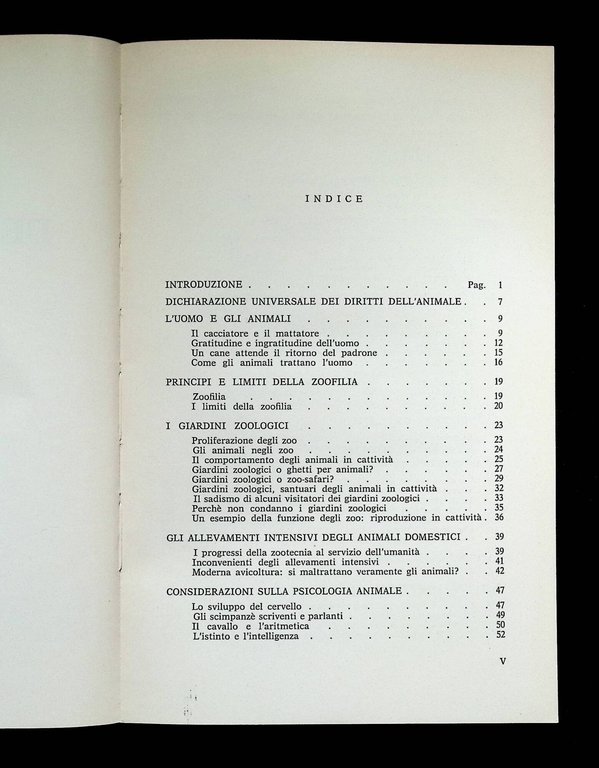 INDICE
INTRODUZIONE . . . . . . . . . . . Pag. 1
DICHIARAZIONE UNIVERSALE DEI DIRITTI DELL'ANIMALE . . 7
L'UOMO E GLI ANIMALI . . . . . . . . . 9
Il cacciatore e il mattatore . . . . . . . . 9
Gratitudine e ingratitudine dell'uomo . . . . . . . 12
Un cane attende il ritorno del padrone . . . . . . 15
Come gli animali trattano l'uomo . . . . . . . 16
PRINCIPI E LIMITI DELLA ZOOFILIA . . . . . . 19
Zoofilia . . . . . . . . . . . 19
I limiti della zoofilia . . . . . . . . . 20
I GIARDINI ZOOLOGICI . . . . . . . . . 23
Proliferazione degli zoo . . . . . . . . . 23
Gli animali negli zoo . . . . . . . . . 24
Il comportamento degli animali in cattività . . . . . 25
Giardini zoologici o ghetti per animali? . . . . . . 27
Giardini zoologici o zoo-safari? . . . . . . . 29
Giardini zoologici, santuari degli animali in cattività . . . 32
Il sadismo di alcuni visitatori dei giardini zoologici . . . . 33
Perchè non condanno i giardini zoologici . . . . . 35
Un esempio della funzione degli zoo: riproduzione in cattività . 36
GLI ALLEVAMENTI INTENSIVI DEGLI ANIMALI DOMESTICI . . 39
I progressi della zootecnia al servizio dell'umanità . . . . 39
Inconvenienti degli allevamenti intensivi . . . . . . 41
Moderna avicoltura: si maltrattano veramente gli animali? . . 42
CONSIDERAZIONI SULLA PSICOLOGIA ANIMALE . . . . . 47
Lo sviluppo del cervello . . . . . . . . . 47
Gli scimpanzè scriventi e parlanti . . . . . . . 49
Il cavallo e l'aritmetica . . . . . . . . 50
L'istinto e l'intelligenza . . . . . . . . . 52
V